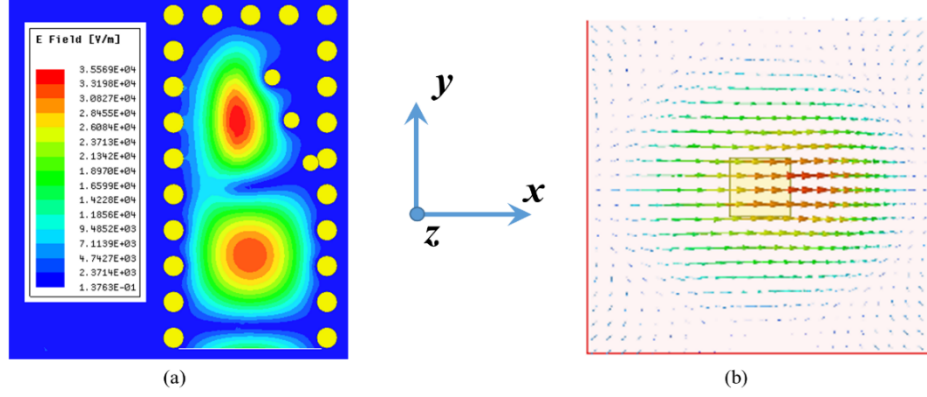 E Field [V/m]
3.5569E+04
3.3198E+04
3.0827E+04
2.8455E+04
2.6084E+04
2.3713E+04
2.1342E+04
1.8970E+04
1.6599E+04
1.4228E+04
1.1856E+04
9.4852E+03
7.1139E+03
4.7427E+03
2.3714E+03
1.3763E-01
y
x
z
(a)
(b)